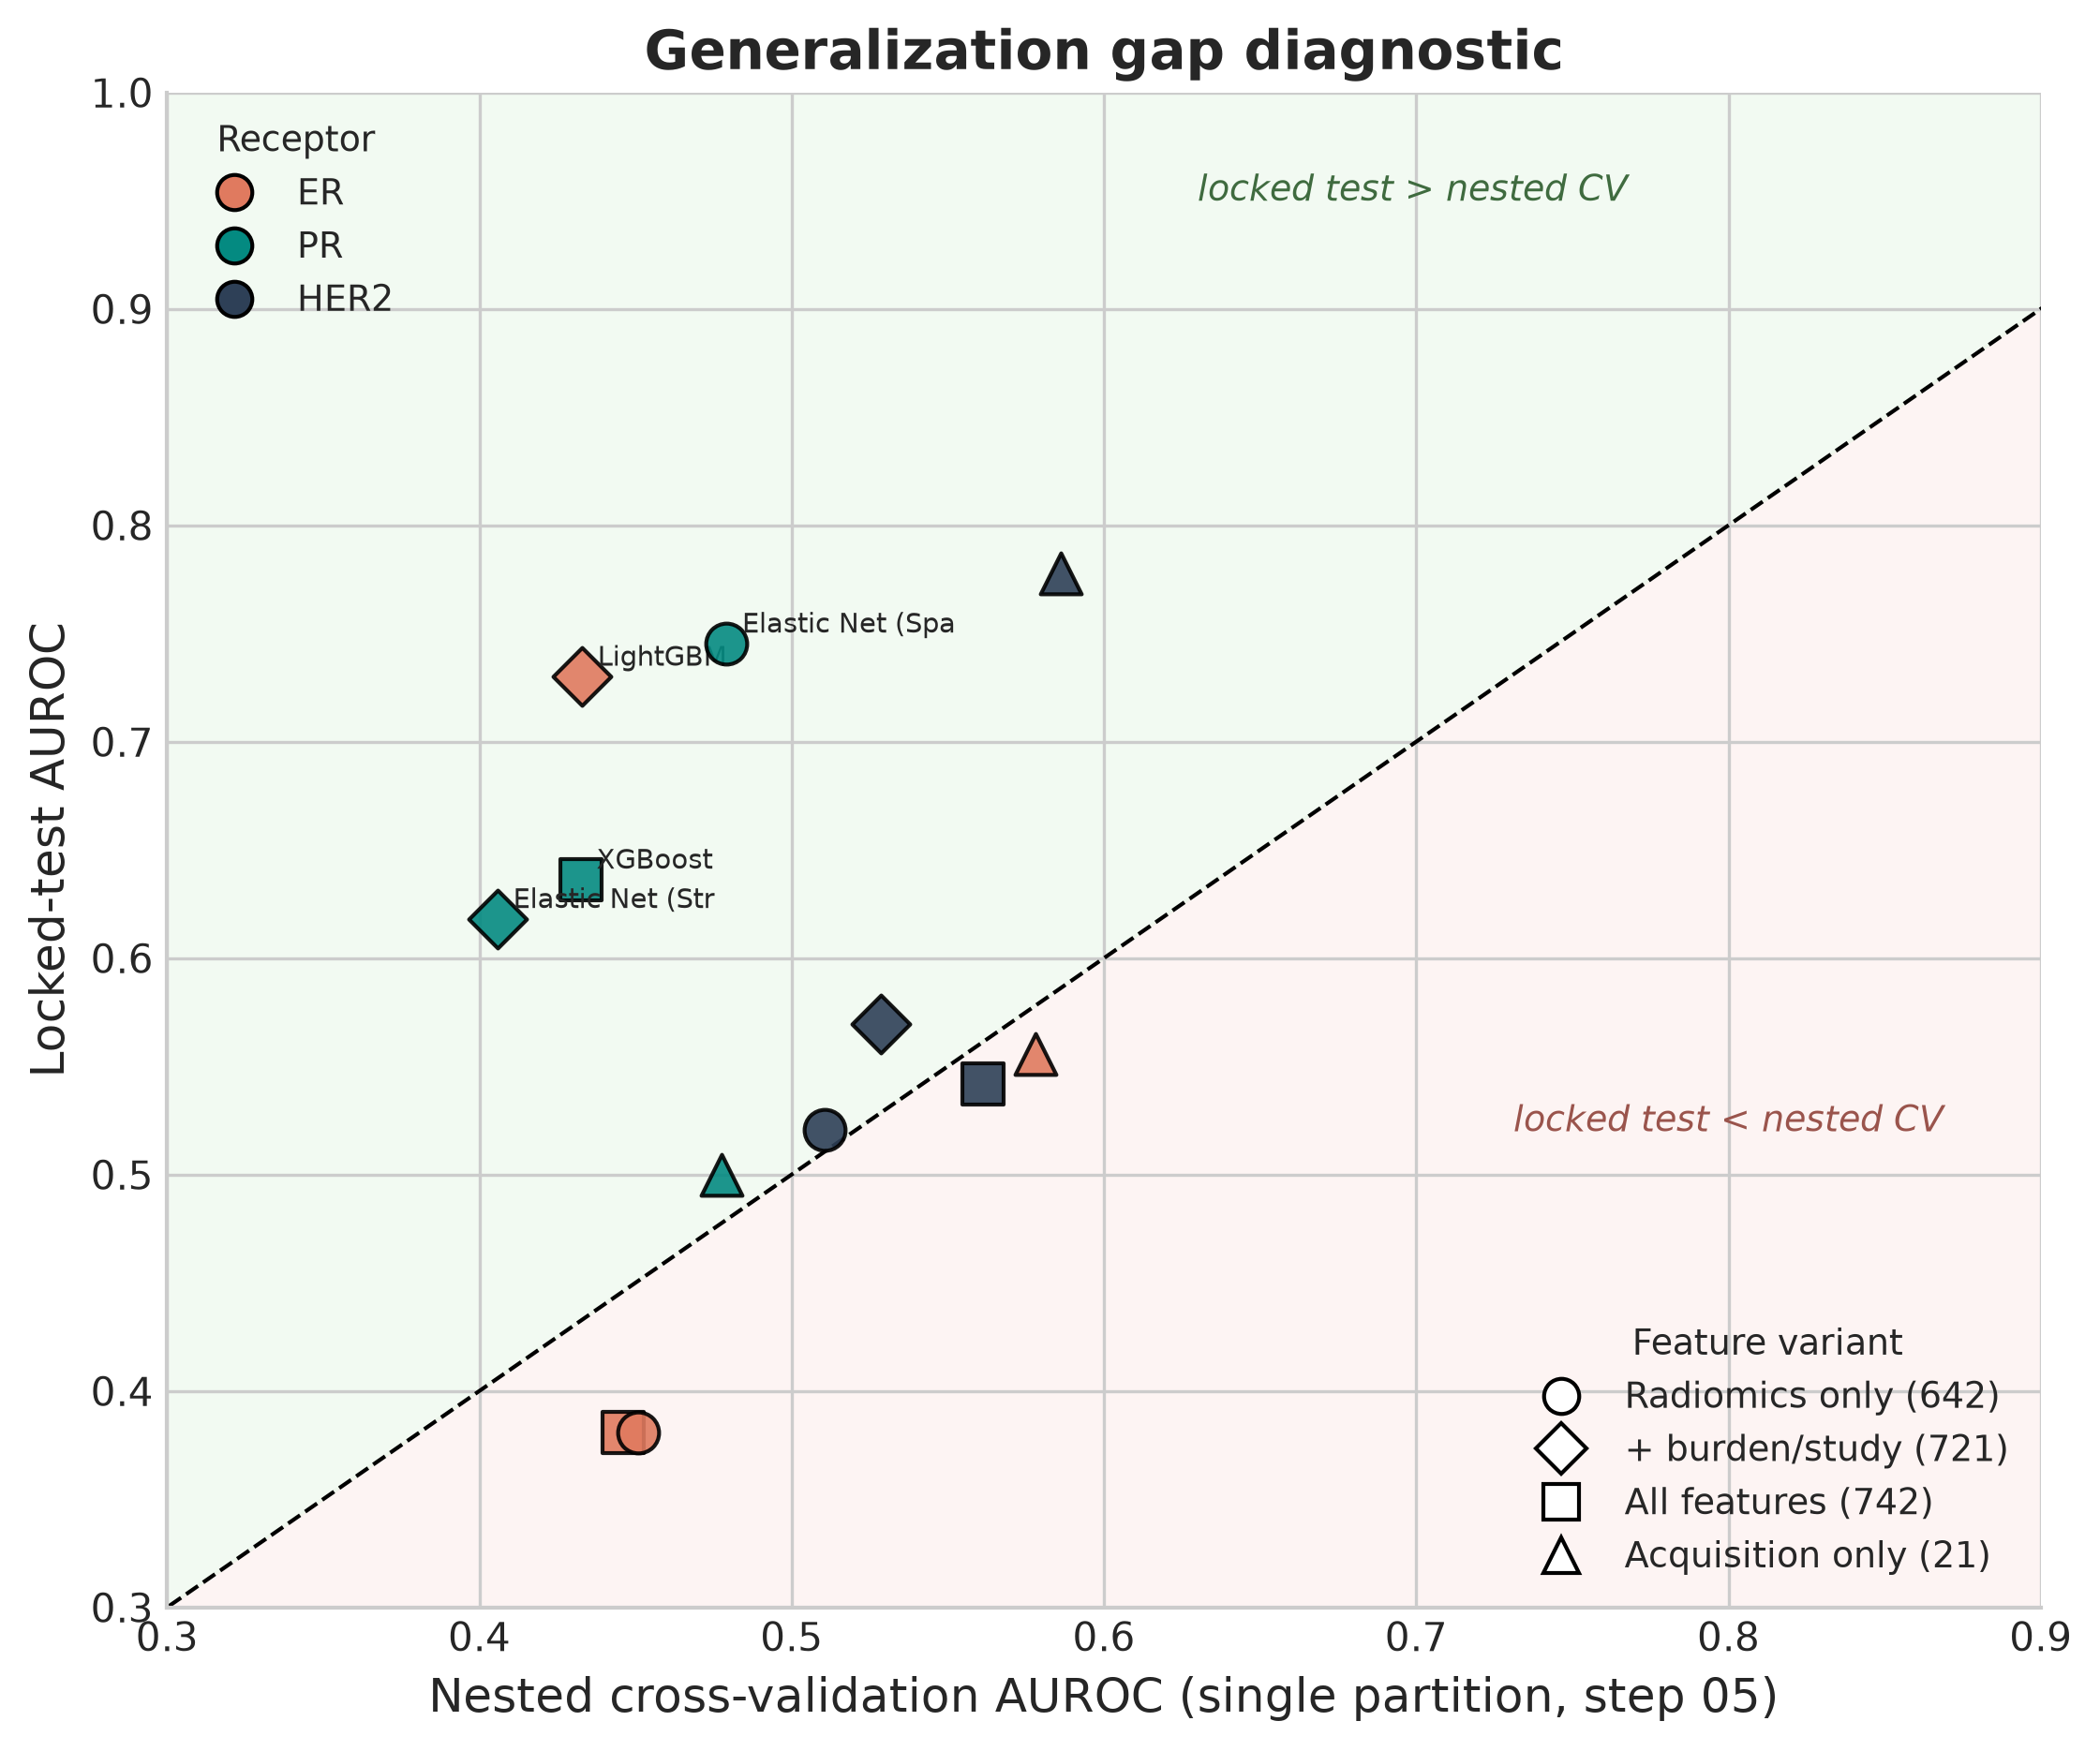 Generalization gap diagnostic
1.0
0.9
0.8
0.7
0.6
0.5
0.4
0.3
Locked-test AUROC
Receptor
ER
PR
HER2
locked test > nested CV
Elastic Net (Spa
LightGBM
XGBoost
Elastic Net (Str
locked test < nested CV
Feature variant
Radiomics only (642)
+ burden/study (721)
All features (742)
Acquisition only (21)
0.3 0.4 0.5 0.6 0.7 0.8 0.9
Nested cross-validation AUROC (single partition, step 05)